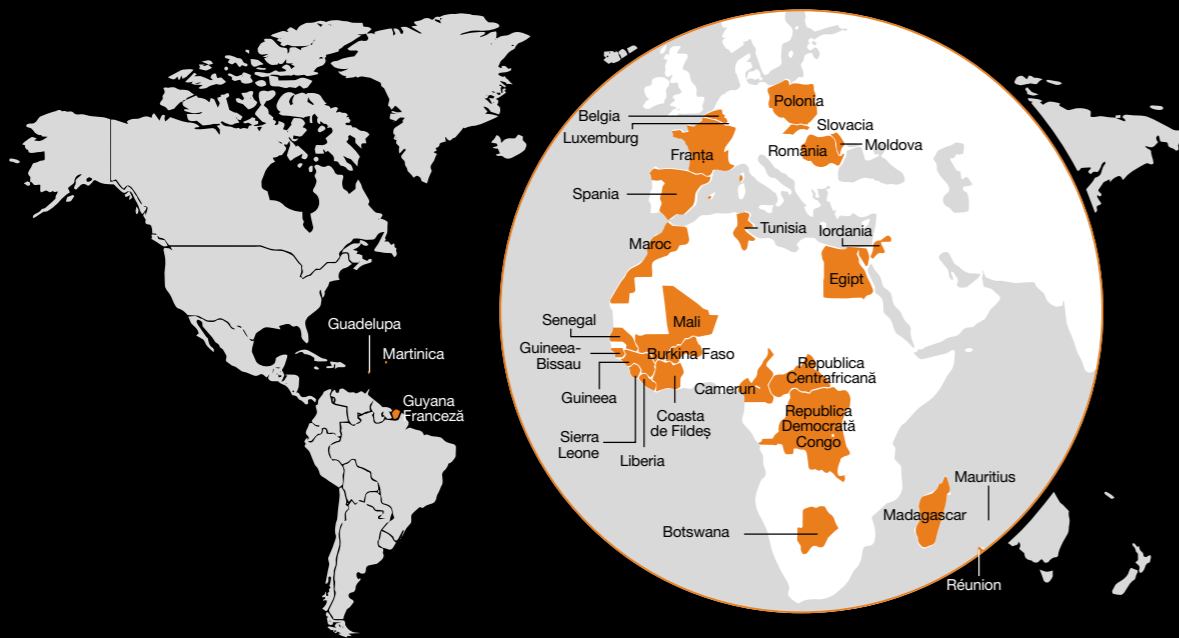 Polonia
Belgia
Slovacia
Luxemburg
Moldova
România
Franța
Spania
Tunisia
Iordania
Maroc
Egipt
Senegal
Mali
Guadelupa
Martinica
Guineea-
Bissau
Burkina Faso
Republica
Centrafricană
Camerun
Guineea
Guyana
Franceză
Coasta
de Fildeș
Republica
Democrată
Congo
Sierra
Leone
Liberia
Mauritius
Madagascar
Botswana
Réunion